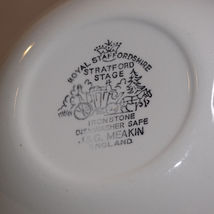 ROYAL STAFFORDSHIRE
STRATFORD
STAGE
IRONSTONE
DISHWASHER SAFE
J.&G. MEAKIN
ENGLAND